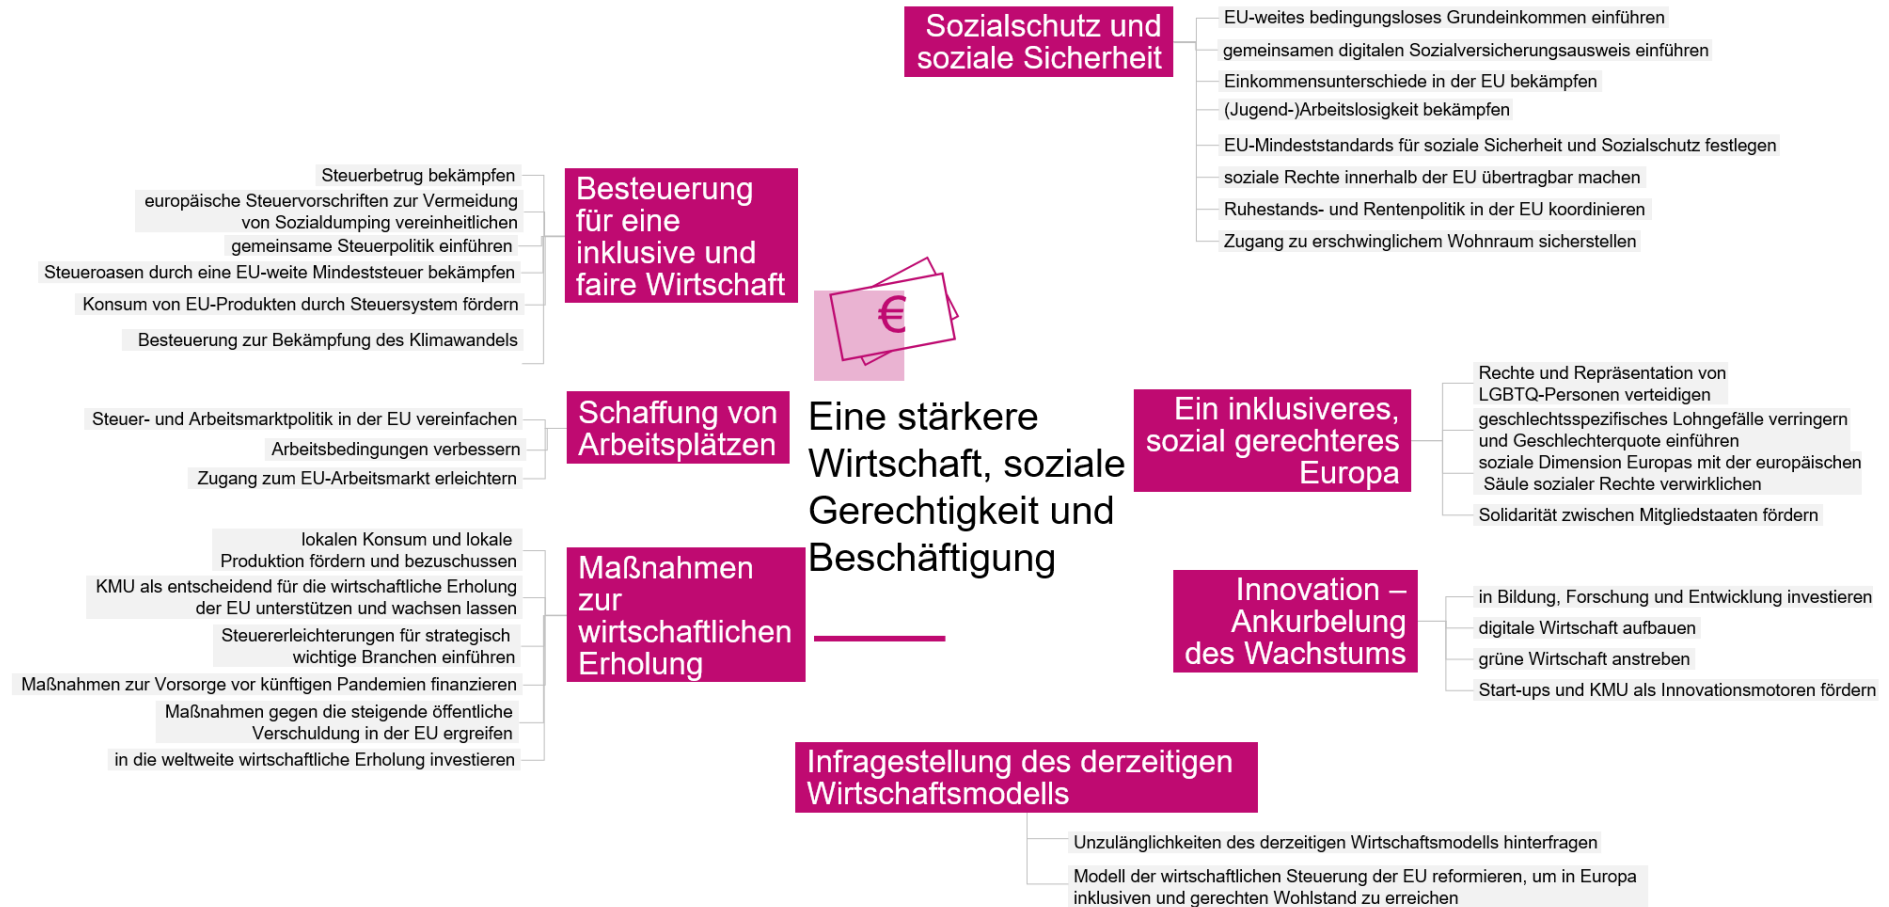 Sozialschutz und
soziale Sicherheit
EU-weites bedingungsloses Grundeinkommen einführen
gemeinsamen digitalen Sozialversicherungsausweis einführen
Einkommensunterschiede in der EU bekämpfen
(Jugend-)Arbeitslosigkeit bekämpfen
EU-Mindeststandards für soziale Sicherheit und Sozialschutz festlegen
soziale Rechte innerhalb der EU übertragbar machen
Ruhestands- und Rentenpolitik in der EU koordinieren
Zugang zu erschwinglichem Wohnraum sicherstellen
Besteuerung
für eine
inklusive und
faire Wirtschaft
Steuerbetrug bekämpfen
europäische Steuervorschriften zur Vermeidung
von Sozialdumping vereinheitlichen
gemeinsame Steuerpolitik einführen
Steueroasen durch eine EU-weite Mindeststeuer bekämpfen
Konsum von EU-Produkten durch Steuersystem fördern
Besteuerung zur Bekämpfung des Klimawandels
€
Eine stärkere
Wirtschaft, soziale
Gerechtigkeit und
Beschäftigung
Schaffung von
Arbeitsplätzen
Steuer- und Arbeitsmarktpolitik in der EU vereinfachen
Arbeitsbedingungen verbessern
Zugang zum EU-Arbeitsmarkt erleichtern
Ein inklusiveres,
sozial gerechteres
Europa
Rechte und Repräsentation von
LGBTQ-Personen verteidigen
geschlechtsspezifisches Lohngefälle verringern
und Geschlechterquote einführen
soziale Dimension Europas mit der europäischen
Säule sozialer Rechte verwirklichen
Solidarität zwischen Mitgliedstaaten fördern
Maßnahmen
zur
wirtschaftlichen
Erholung
lokalen Konsum und lokale
Produktion fördern und bezuschussen
KMU als entscheidend für die wirtschaftliche Erholung
der EU unterstützen und wachsen lassen
Steuererleichterungen für strategisch
wichtige Branchen einführen
Maßnahmen zur Vorsorge vor künftigen Pandemien finanzieren
Maßnahmen gegen die steigende öffentliche
Verschuldung in der EU ergreifen
in die weltweite wirtschaftliche Erholung investieren
Innovation –
Ankurbelung
des Wachstums
in Bildung, Forschung und Entwicklung investieren
digitale Wirtschaft aufbauen
grüne Wirtschaft anstreben
Start-ups und KMU als Innovationsmotoren fördern
Infragestellung des derzeitigen
Wirtschaftsmodells
Unzulänglichkeiten des derzeitigen Wirtschaftsmodells hinterfragen
Modell der wirtschaftlichen Steuerung der EU reformieren, um in Europa
inklusiven und gerechten Wohlstand zu erreichen